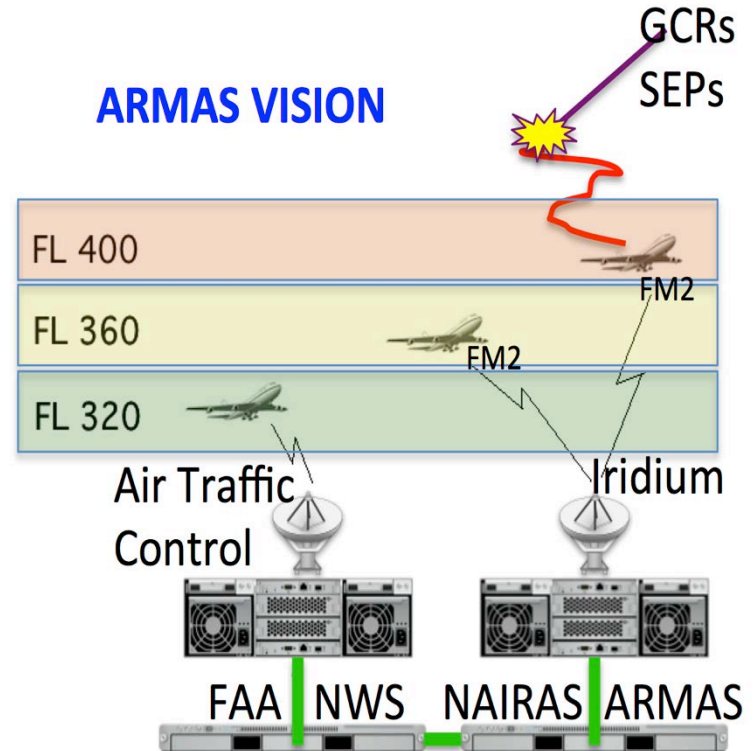 GCRs
SEPs
ARMAS VISION
FL 400
FM2
FL 360
FM2
FL 320
Air Traffic
Control
Iridium
FAA NWS NAIRAS ARMAS